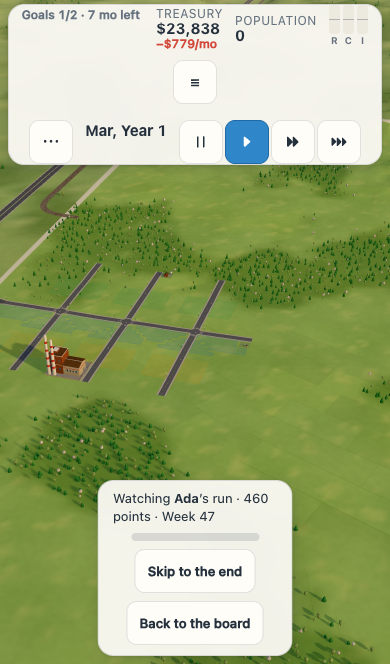 Goals 1/2 · 7 mo left
TREASURY
$23,838
−$779/mo
POPULATION
0
R C I
Mar, Year 1
Watching Ada's run · 460
points · Week 47
Skip to the end
Back to the board